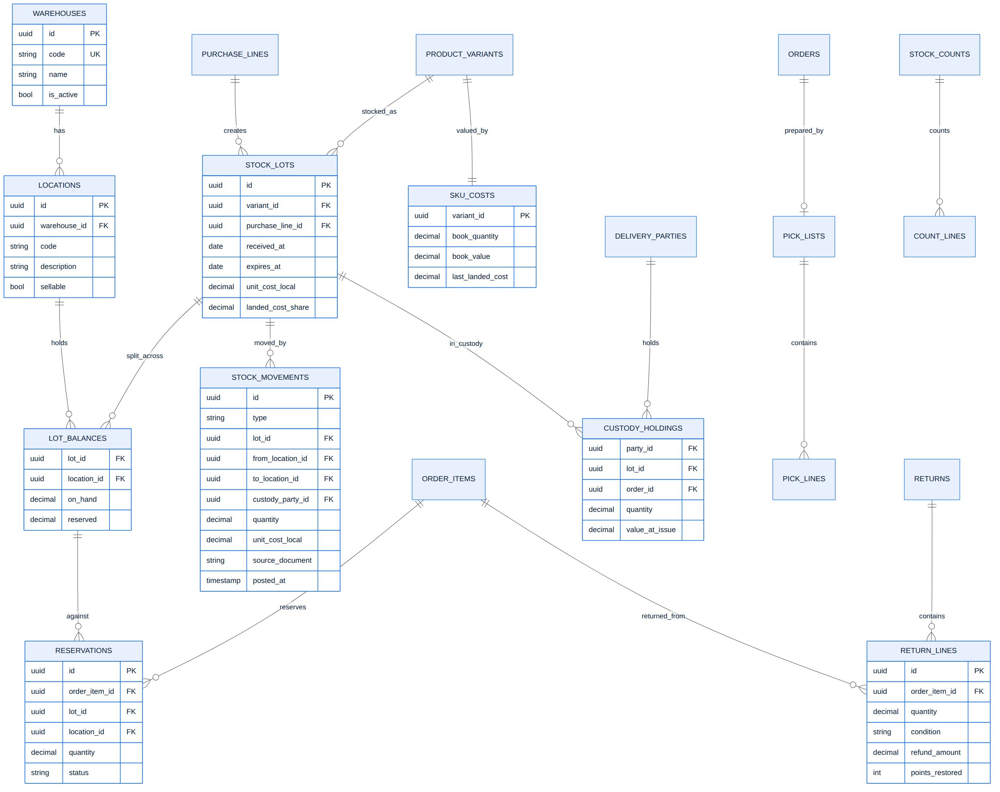 WAREHOUSES
uuid id PK
string code UK
string name
bool is_active
PURCHASE_LINES
PRODUCT_VARIANTS
ORDERS
STOCK_COUNTS
has
creates
stocked_as
valued_by
prepared_by
counts
LOCATIONS
uuid id PK
uuid warehouse_id FK
string code
string description
bool sellable
STOCK_LOTS
uuid id PK
uuid variant_id FK
uuid purchase_line_id FK
date received_at
date expires_at
decimal unit_cost_local
decimal landed_cost_share
SKU_COSTS
uuid variant_id PK
decimal book_quantity
decimal book_value
decimal last_landed_cost
DELIVERY_PARTIES
PICK_LISTS
COUNT_LINES
holds
split_across
moved_by
in_custody
holds
contains
LOT_BALANCES
uuid lot_id FK
uuid location_id FK
decimal on_hand
decimal reserved
STOCK_MOVEMENTS
uuid id PK
string type
uuid lot_id FK
uuid from_location_id FK
uuid to_location_id FK
uuid custody_party_id FK
decimal quantity
decimal unit_cost_local
string source_document
timestamp posted_at
ORDER_ITEMS
CUSTODY_HOLDINGS
uuid party_id FK
uuid lot_id FK
uuid order_id FK
decimal quantity
decimal value_at_issue
PICK_LINES
RETURNS
against
reserves
returned_from
contains
RESERVATIONS
uuid id PK
uuid order_item_id FK
uuid lot_id FK
uuid location_id FK
decimal quantity
string status
RETURN_LINES
uuid id PK
uuid order_item_id FK
decimal quantity
string condition
decimal refund_amount
int points_restored